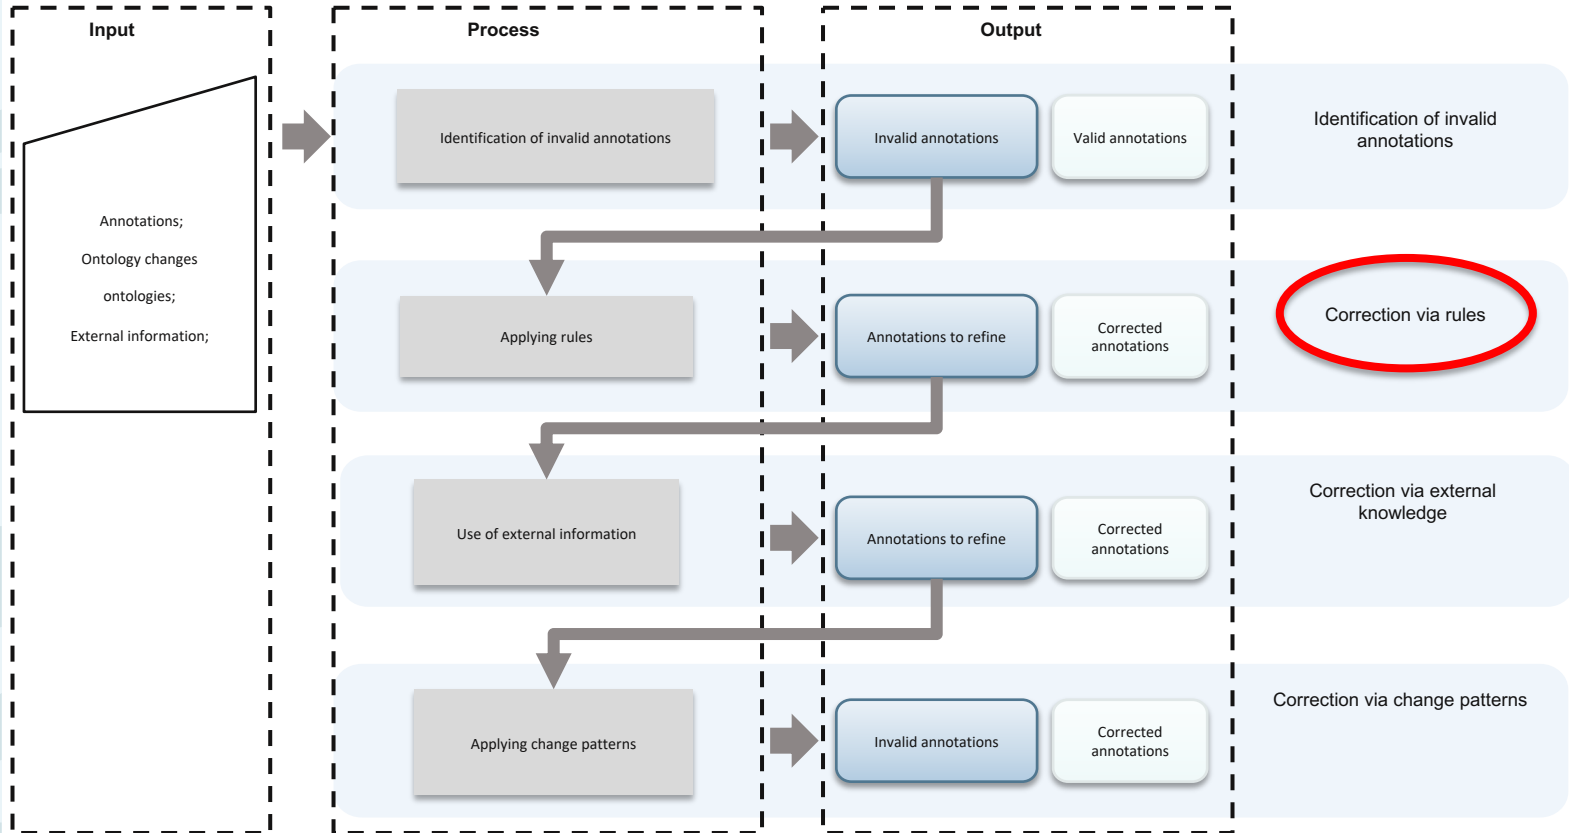 Input
Process
Output
Annotations;
Ontology changes
ontologies;
External information;
Identification of invalid annotations
Invalid annotations
Valid annotations
Identification of invalid
annotations
Applying rules
Annotations to refine
Corrected
annotations
Correction via rules
Use of external information
Annotations to refine
Corrected
annotations
Correction via external
knowledge
Applying change patterns
Invalid annotations
Corrected
annotations
Correction via change patterns